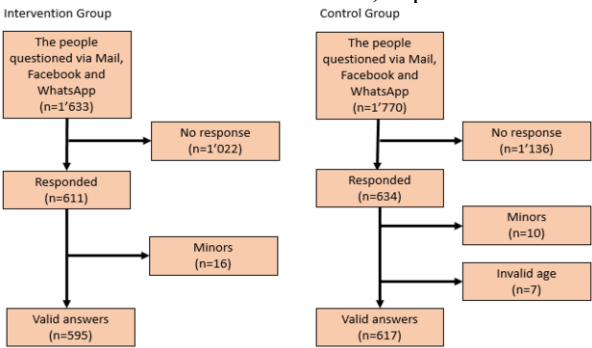 Intervention Group
The people
questioned via Mail,
Facebook and
WhatsApp
(n=1'633)
No response
(n=1'022)
Responded
(n=611)
Minors
(n=16)
Valid answers
(n=595)
Control Group
The people
questioned via Mail,
Facebook and
WhatsApp
(n=1'770)
No response
(n=1'136)
Responded
(n=634)
Minors
(n=10)
Invalid age
(n=7)
Valid answers
(n=617)